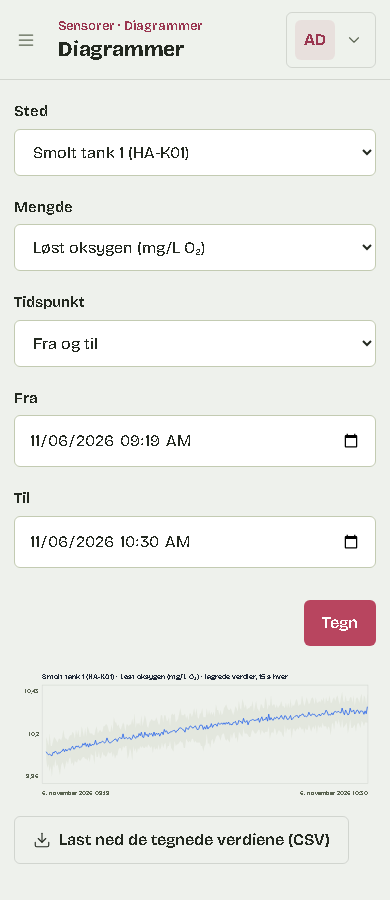 Sensorer · Diagrammer
Diagrammer
AD
Sted
Smolt tank 1 (HA-K01)
Mengde
Løst oksygen (mg/L O₂)
Tidspunkt
Fra og til
Fra
11/06/2026 09:19 AM
Til
11/06/2026 10:30 AM
Tegn
Smolt tank 1 (HA-K01) · Løst oksygen (mg/L O₂) · lagrede verdier, 15 s hver
10,43
10,2
9,96
6. november 2026 09:19
6. november 2026 10:30
Last ned de tegnede verdiene (CSV)